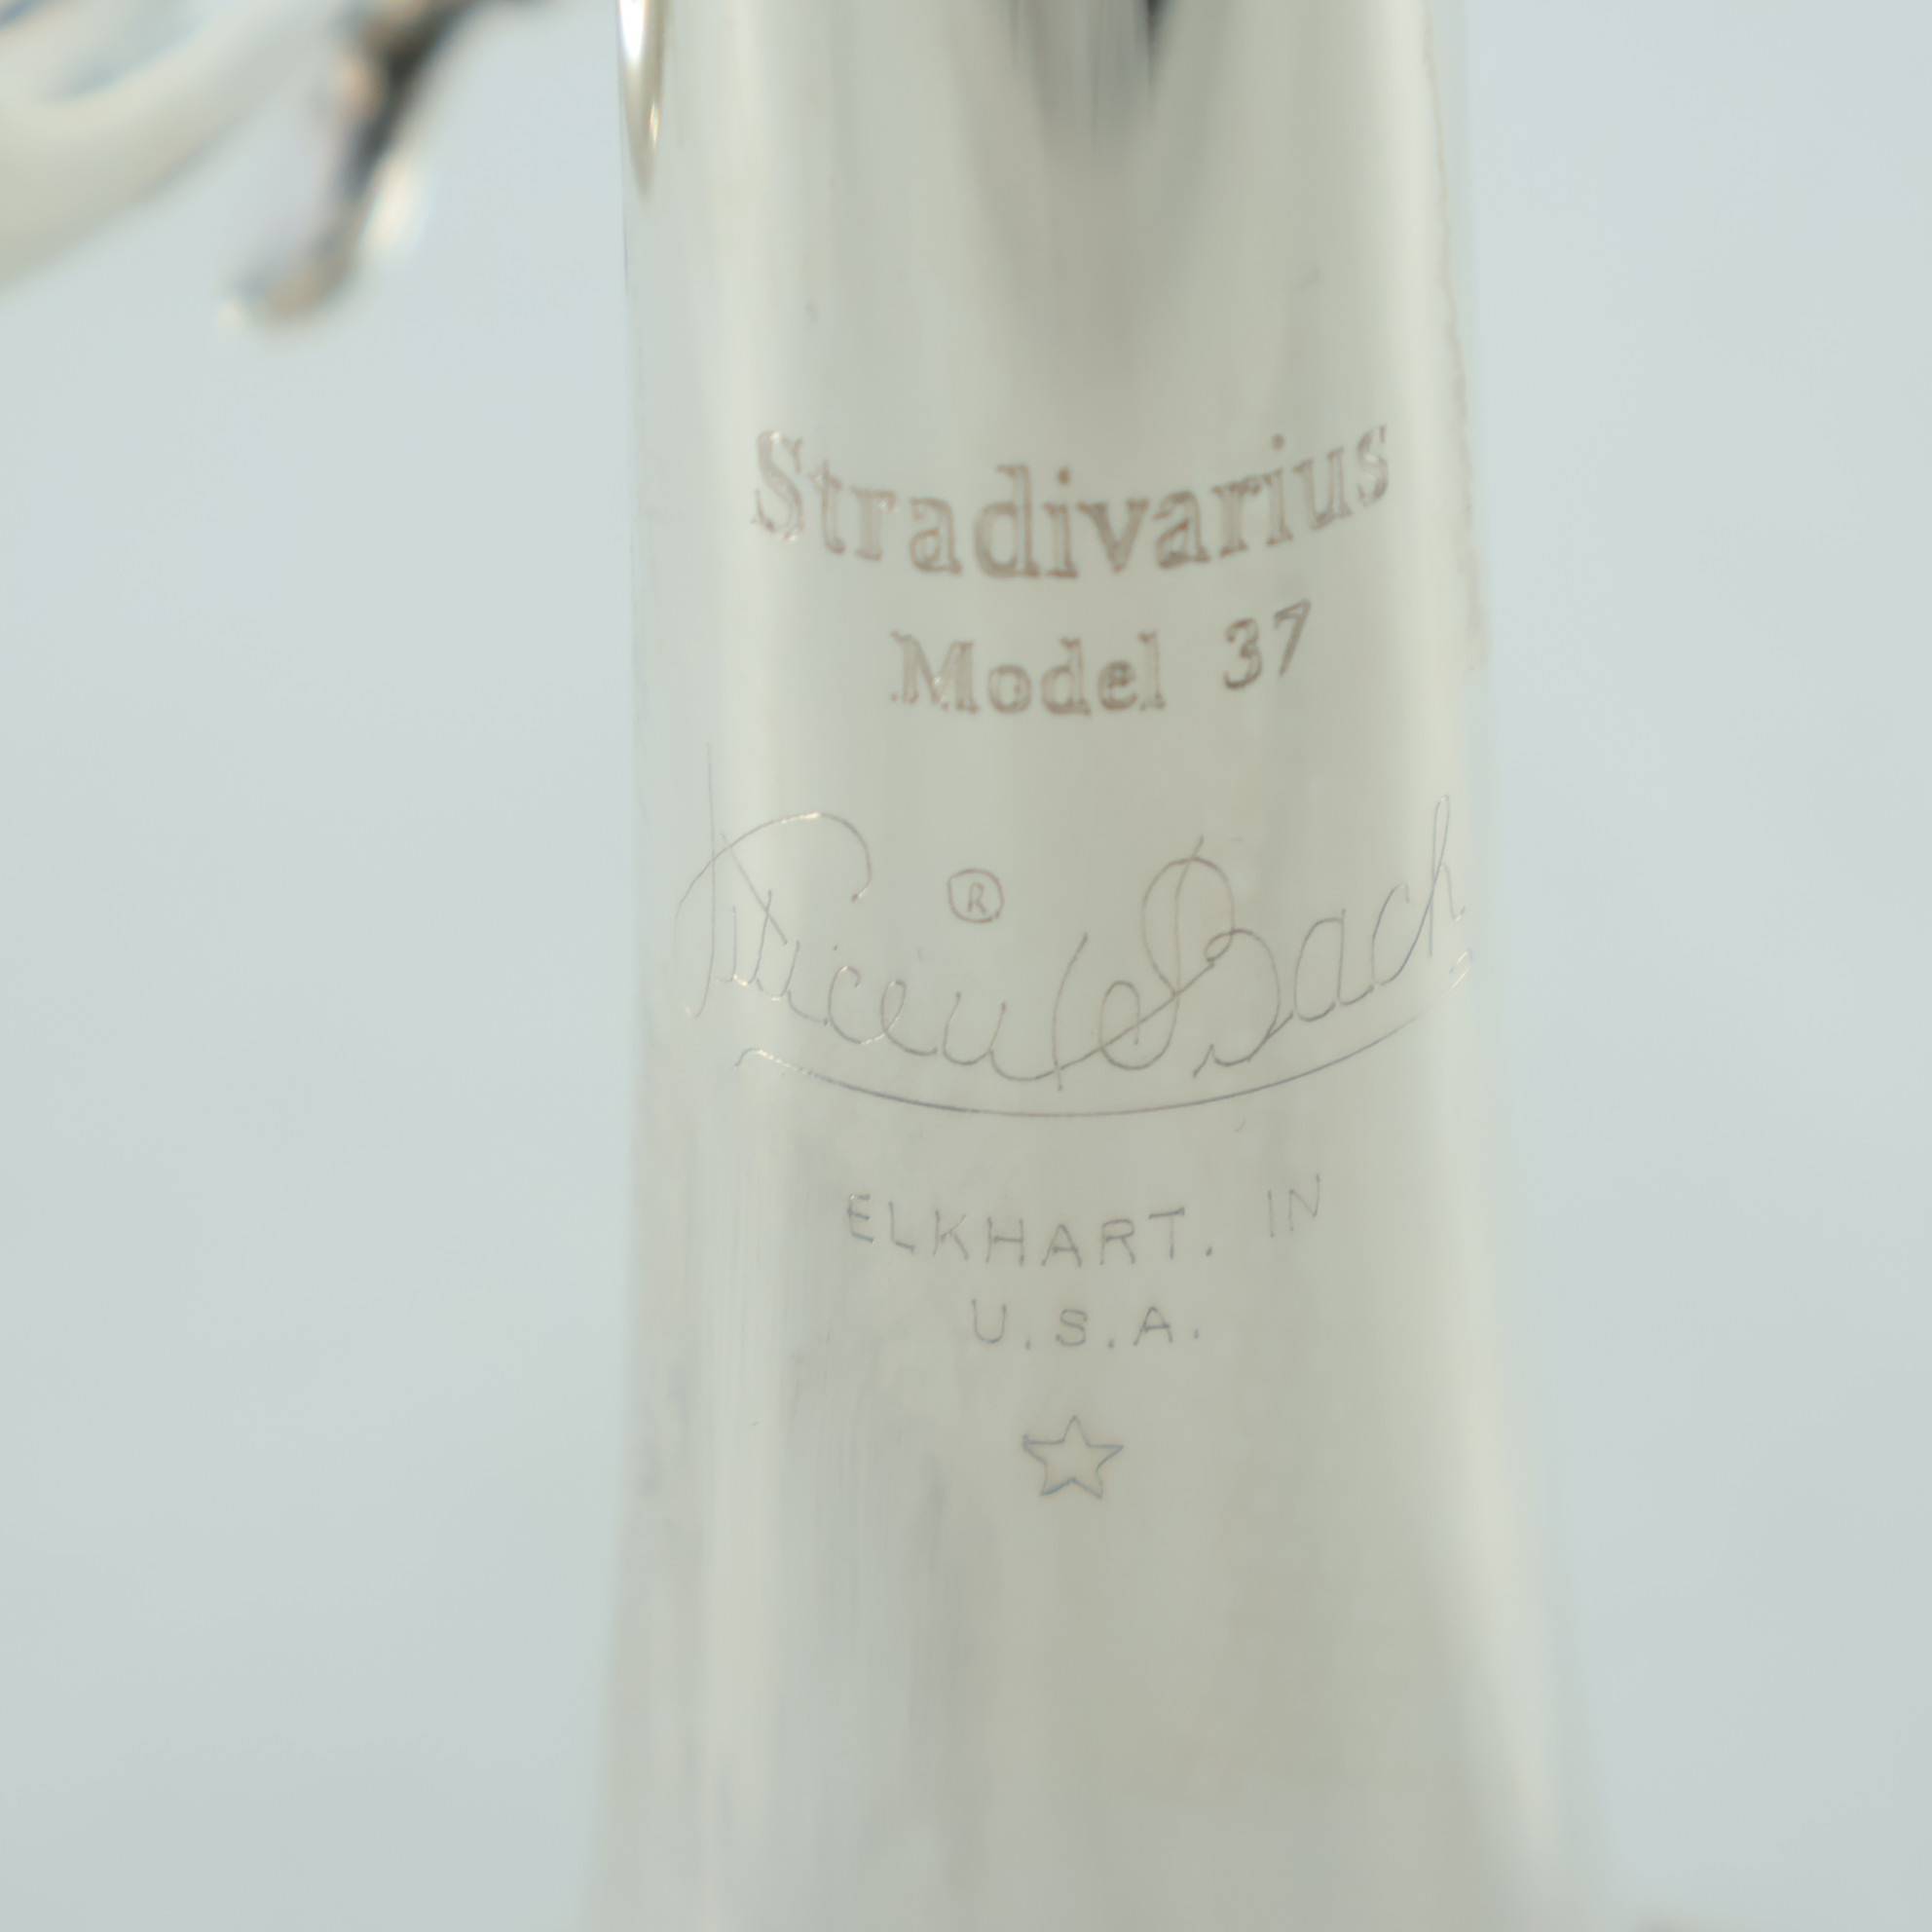 Stradivarius
Model 37
Vincent Bach
®
ELKHART. IN
U.S.A.